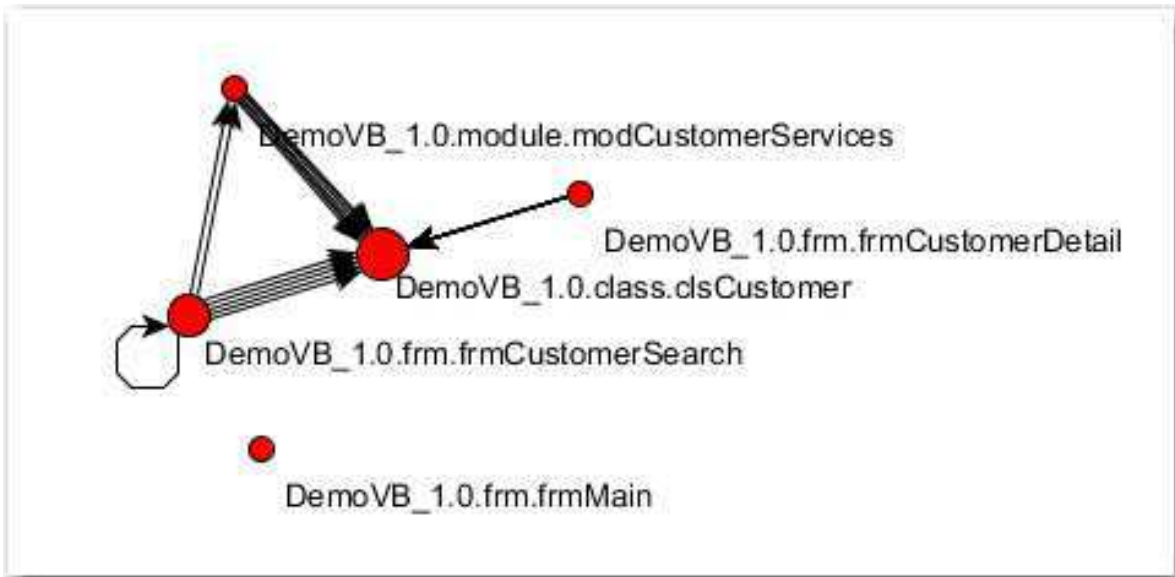 DemoVB_1.0.module.modCustomerServices
DemoVB_1.0.frm.frmCustomerDetail
DemoVB_1.0.class.clsCustomer
DemoVB_1.0.frm.frmCustomerSearch
DemoVB_1.0.frm.frmMain